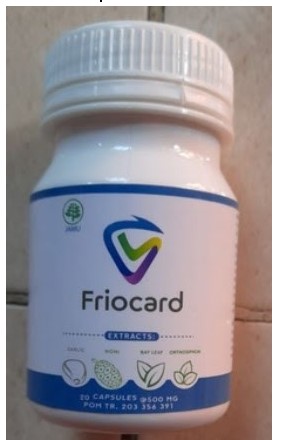 JAMU
Friocard
EXTRACTS:
GARLIC NONI BAY LEAF ORTHOSIPHON
20 CAPSULES @500 MG
POM TR. 203 356 391